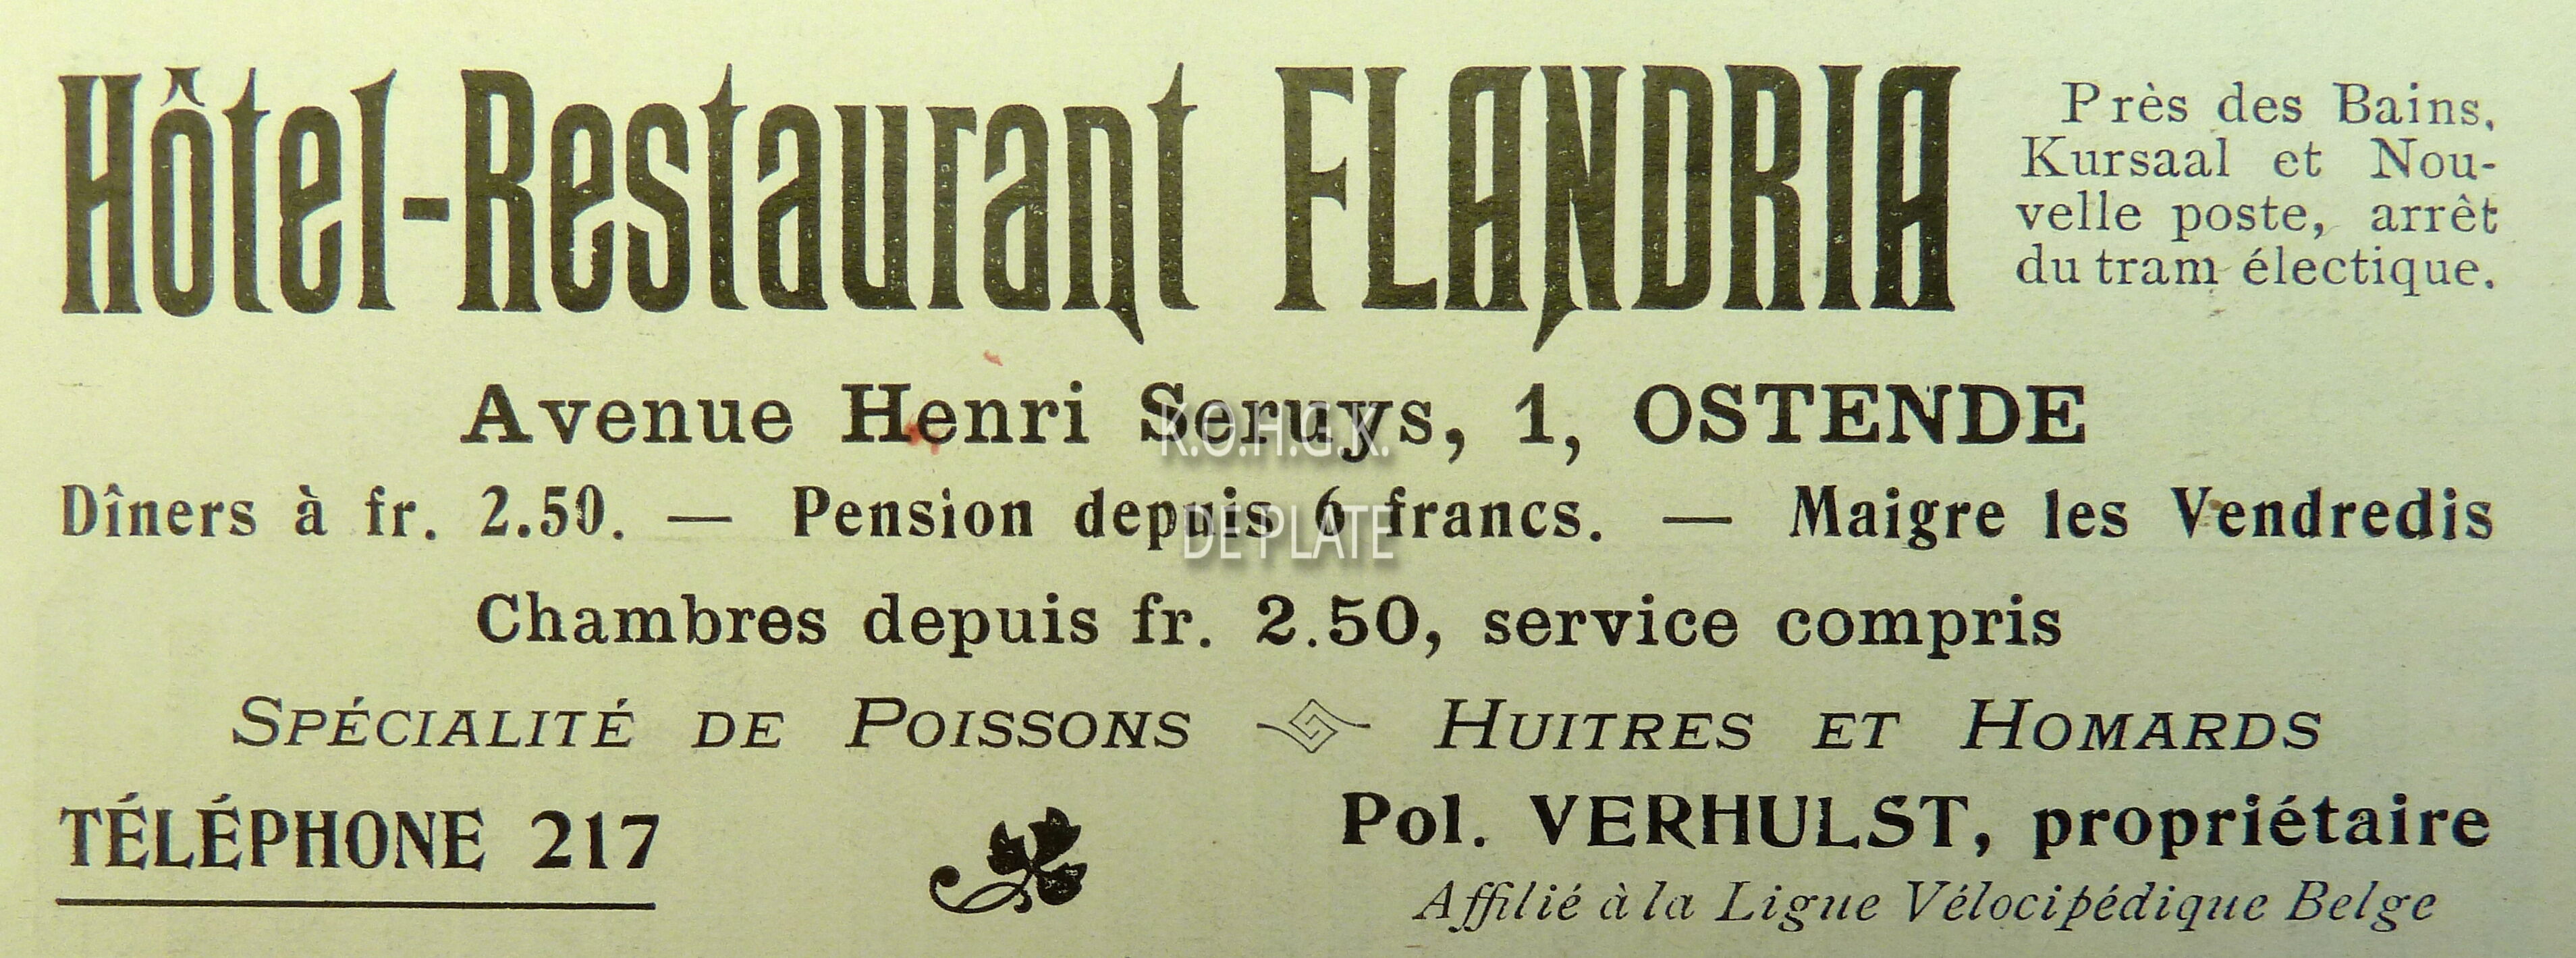 Hôtel-Restaurant FLANDRIA
Près des Bains,
Kursaal et Nou-
velle poste, arrêt
du tram électique.
Avenue Henri Seruys, 1, OSTENDE
K.O.H.G.K.
DE PLATE
Dîners à fr. 2.50. — Pension depuis 6 francs. — Maigre les Vendredis
Chambres depuis fr. 2.50, service compris
SPÉCIALITÉ DE POISSONS HUITRES ET HOMARDS
TÉLÉPHONE 217
Pol. VERHULST, propriétaire
Affilié à la Ligue Vélocipédique Belge